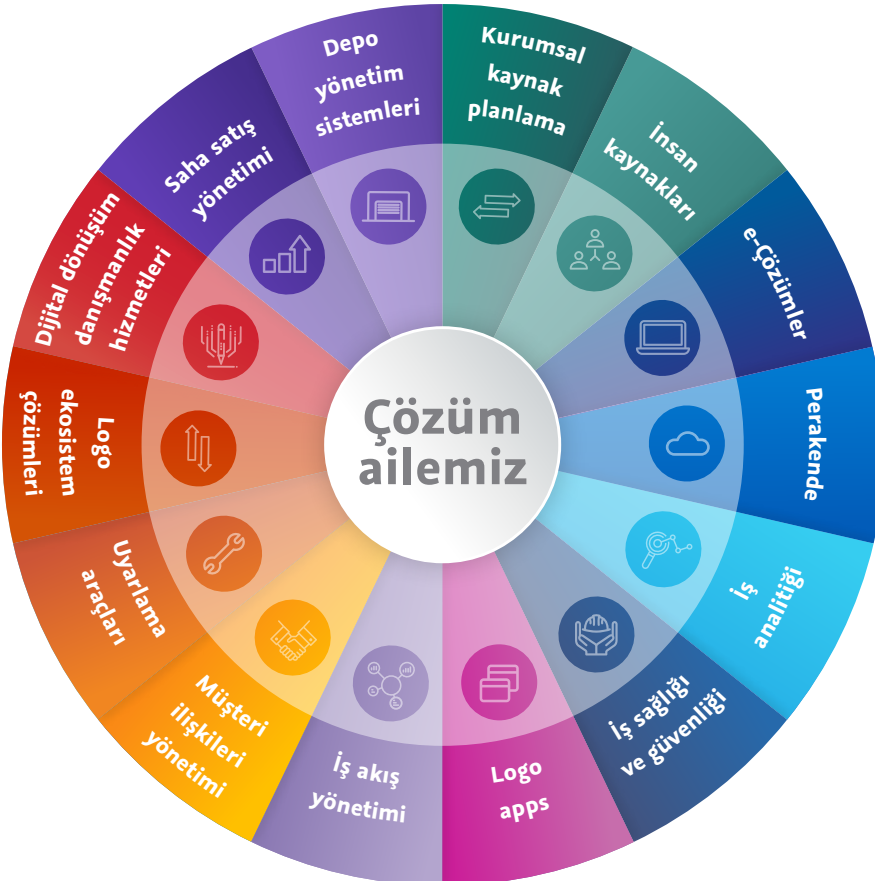 Çözüm
ailemiz
Kurumsal
kaynak
planlama
İnsan
kaynakları
e-Çözümler
Perakende
İş
analitiği
İş sağlığı
ve güvenliği
Logo
apps
İş akış
yönetimi
Müşteri
ilişkileri
yönetimi
Uyarlama
araçları
Logo
ekosistem
çözümleri
Dijital dönüşüm
danışmanlık
hizmetleri
Saha satış
yönetimi
Depo
yönetim
sistemleri